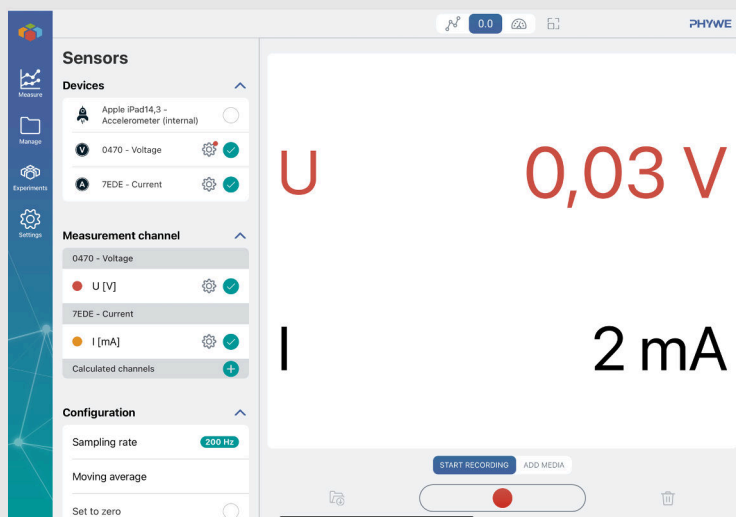 0.0
PHYWE
Measure
Manage
Experiments
Settings
Sensors
Devices
Apple iPad14,3 -
Accelerometer (internal)
V
0470 - Voltage
A
7EDE - Current
Measurement channel
0470 - Voltage
U [V]
7EDE - Current
I [mA]
Calculated channels
Configuration
Sampling rate
200 Hz
Moving average
Set to zero
U 0,03 V
I 2 mA
START RECORDING
ADD MEDIA